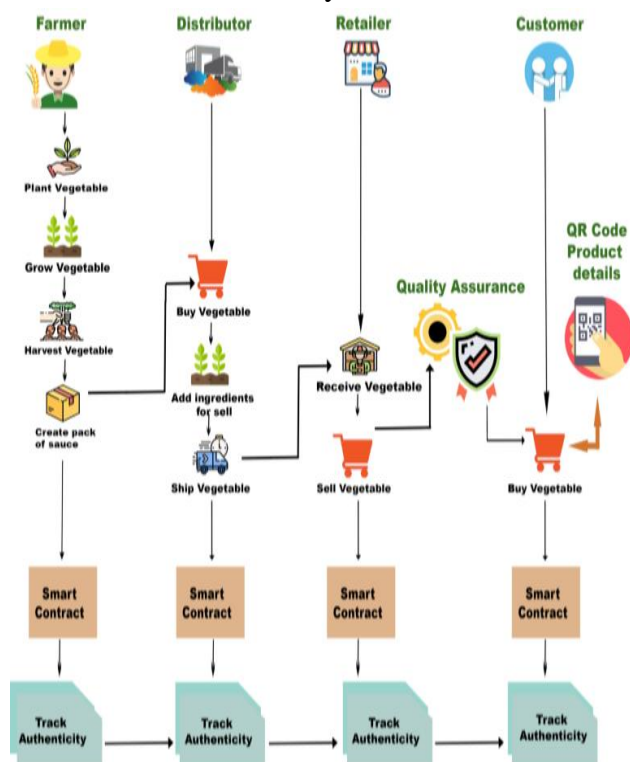 Farmer
Distributor
Retailer
Customer
Plant Vegetable
Grow Vegetable
Harvest Vegetable
Create pack
of sauce
Buy Vegetable
Add ingredients
for sell
Ship Vegetable
Receive Vegetable
Sell Vegetable
Quality Assurance
QR Code
Product
details
Buy Vegetable
Smart
Contract
Smart
Contract
Smart
Contract
Smart
Contract
Track
Authenticity
Track
Authenticity
Track
Authenticity
Track
Authenticity